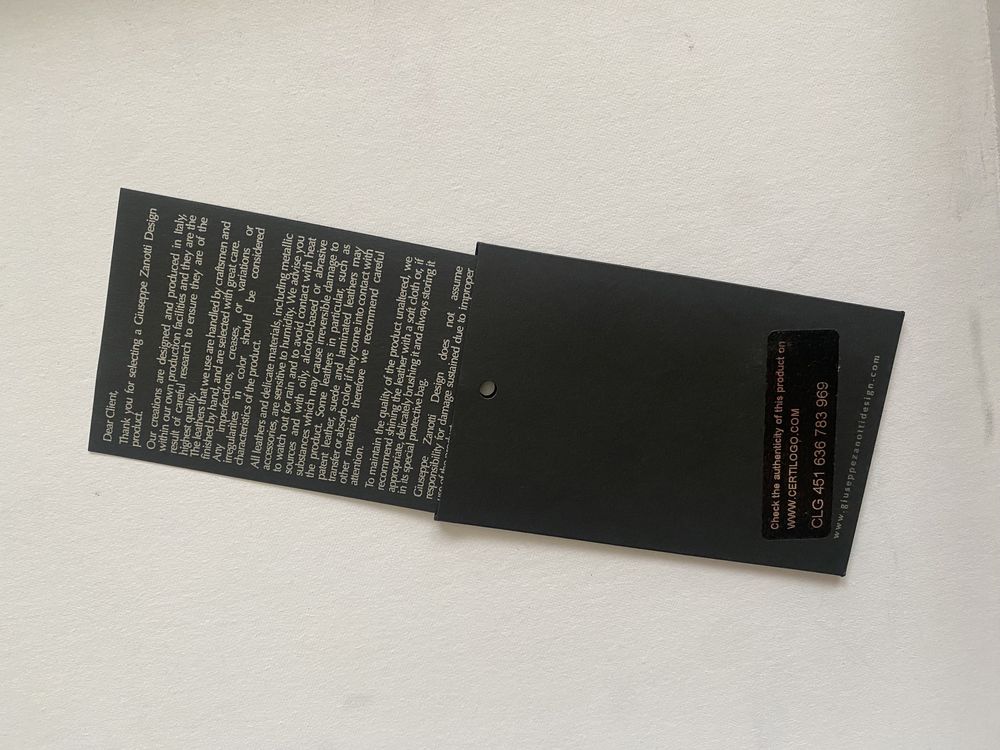 Dear Client,
Thank you for selecting a Giuseppe Zanotti Design
product.
Our creations are designed and produced in Italy,
within our own production facilities and they are the
result of careful research to ensure they are of the
highest quality.
The leathers that we use are handled by craftsmen and
finished by hand, and are selected with great care.
Any imperfections, creases, or variations or
irregularities in color should be considered
characteristics of the product.
All leathers and delicate materials, including metallic
accessories, are sensitive to humidity. We advise you
to watch out for rain and to avoid contact with heat
sources and with oily, alcohol-based or abrasive
substances which may cause irreversible damage to
the product. Some leathers in particular, such as
patent leather, suede and laminated leathers may
transfer or absorb color if they come into contact with
other materials, therefore we recommend careful
attention.
To maintain the quality of the product unaltered, we
recommend shining the leather with a soft cloth or, if
appropriate, delicately brushing it and always storing it
in its special protective bag.
Giuseppe Zanotti Design does not assume
responsibility for damage sustained due to improper
Check the authenticity of this product on
WWW.CERTILOGO.COM
CLG 451 636 783 969
www.giuseppezanottidesign.com